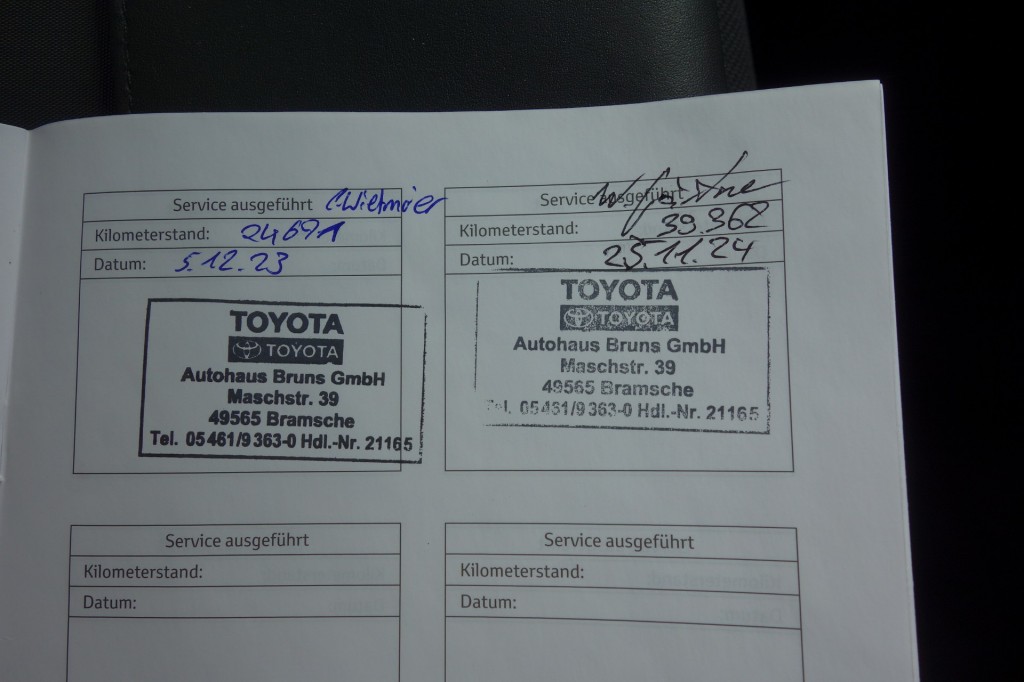 Service ausgeführt
Kilometerstand: 24691
Datum: 5.12.23
TOYOTA
TOYOTA
Autohaus Bruns GmbH
Maschstr. 39
49565 Bramsche
Tel. 05461/9363-0 Hdl.-Nr. 21165
Service ausgeführt
Kilometerstand: 39.362
Datum: 25.11.24
TOYOTA
TOYOTA
Autohaus Bruns GmbH
Maschstr. 39
49565 Bramsche
Tel. 05461/9363-0 Hdl.-Nr. 21165
Service ausgeführt
Kilometerstand:
Datum:
Service ausgeführt
Kilometerstand:
Datum: